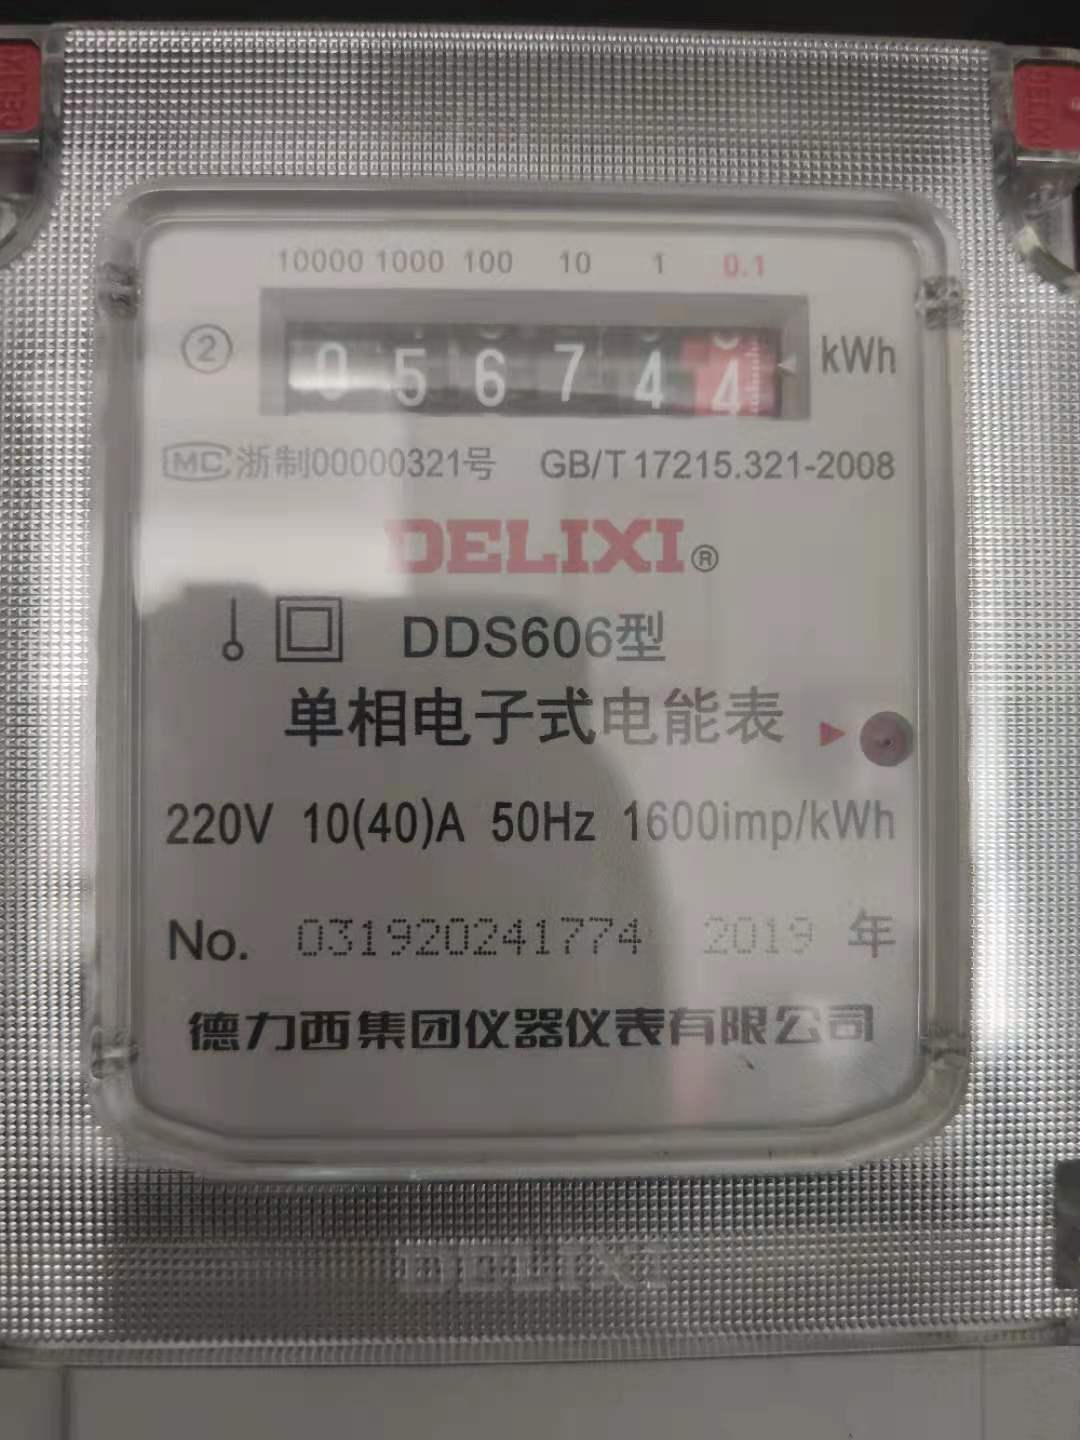 10000 1000 100 10 1 0.1
② 0 5 6 7 4 4 kWh
MC 浙制00000321号 GB/T 17215.321-2008
DELIXI®
DDS606型
单相电子式电能表
220V 10(40)A 50Hz 1600imp/kWh
No. 031920241774 2019 年
德力西集团仪器仪表有限公司
DELIXI